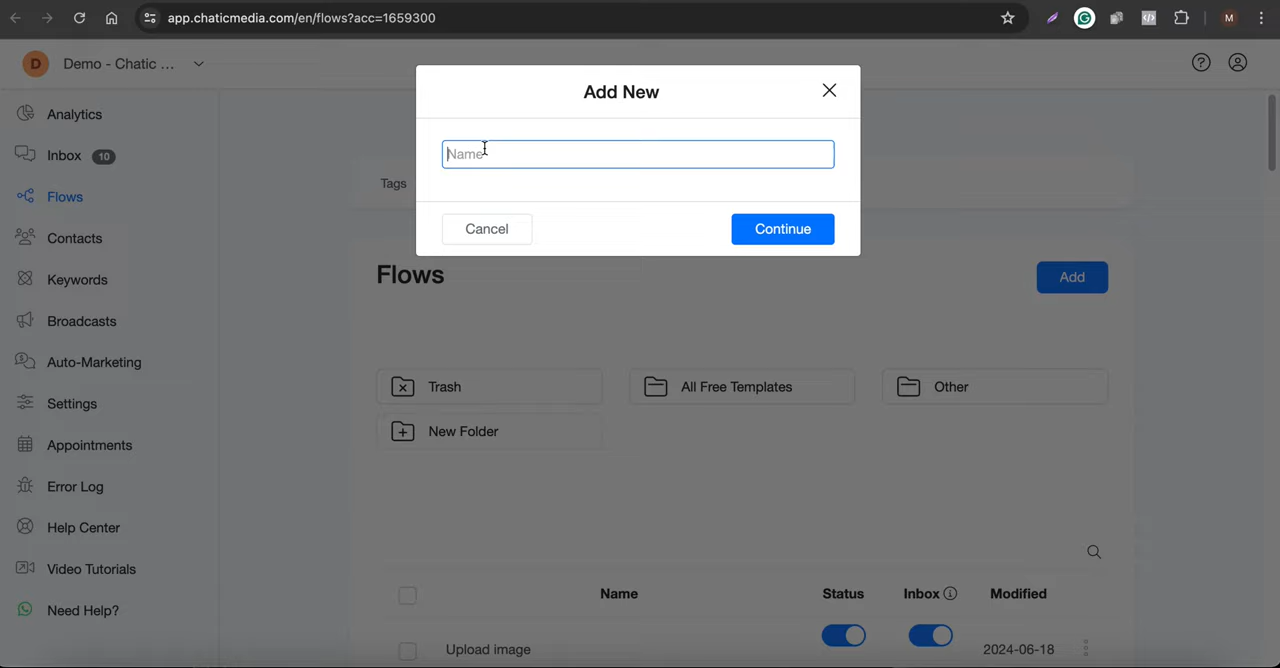 app.chaticmedia.com/en/flows?acc=1659300
M
D Demo - Chatic ...
Add New
Analytics
Inbox 10
Name
Tags
Flows
Cancel Continue
Contacts
Flows
Add
Keywords
Broadcasts
Auto-Marketing
Trash
All Free Templates
Other
Settings
New Folder
Appointments
Error Log
Help Center
Video Tutorials
Name Status Inbox Modified
Need Help?
Upload image 2024-06-18